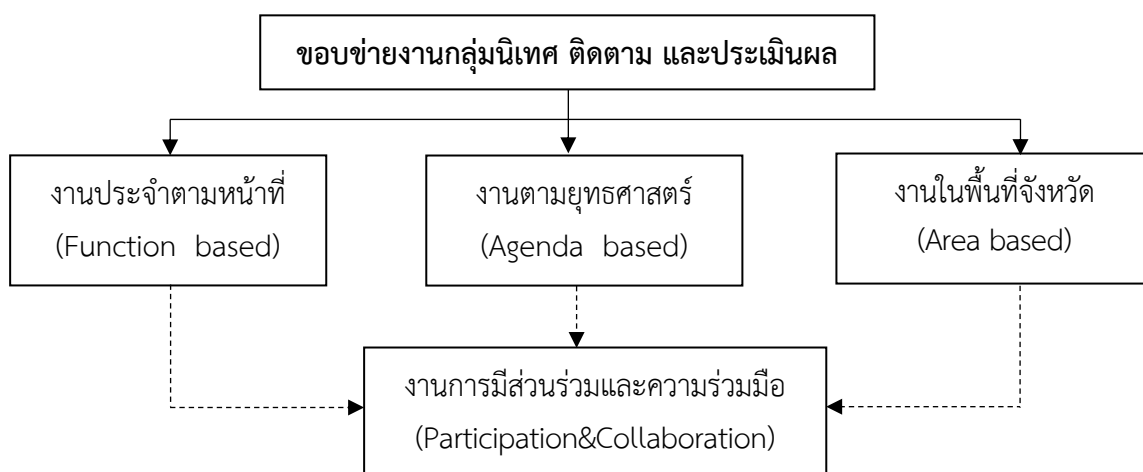 ขอบข่ายงานกลุ่มนิเทศ ติดตาม และประเมินผล
งานประจำตามหน้าที่
(Function based)
งานตามยุทธศาสตร์
(Agenda based)
งานในพื้นที่จังหวัด
(Area based)
งานการมีส่วนร่วมและความร่วมมือ
(Participation&Collaboration)